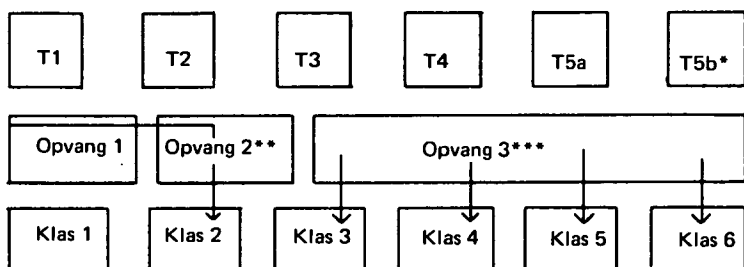 T1 T2 T3 T4 T5a T5b*
Opvang 1 Opvang 2** Opvang 3***
Klas 1 Klas 2 Klas 3 Klas 4 Klas 5 Klas 6